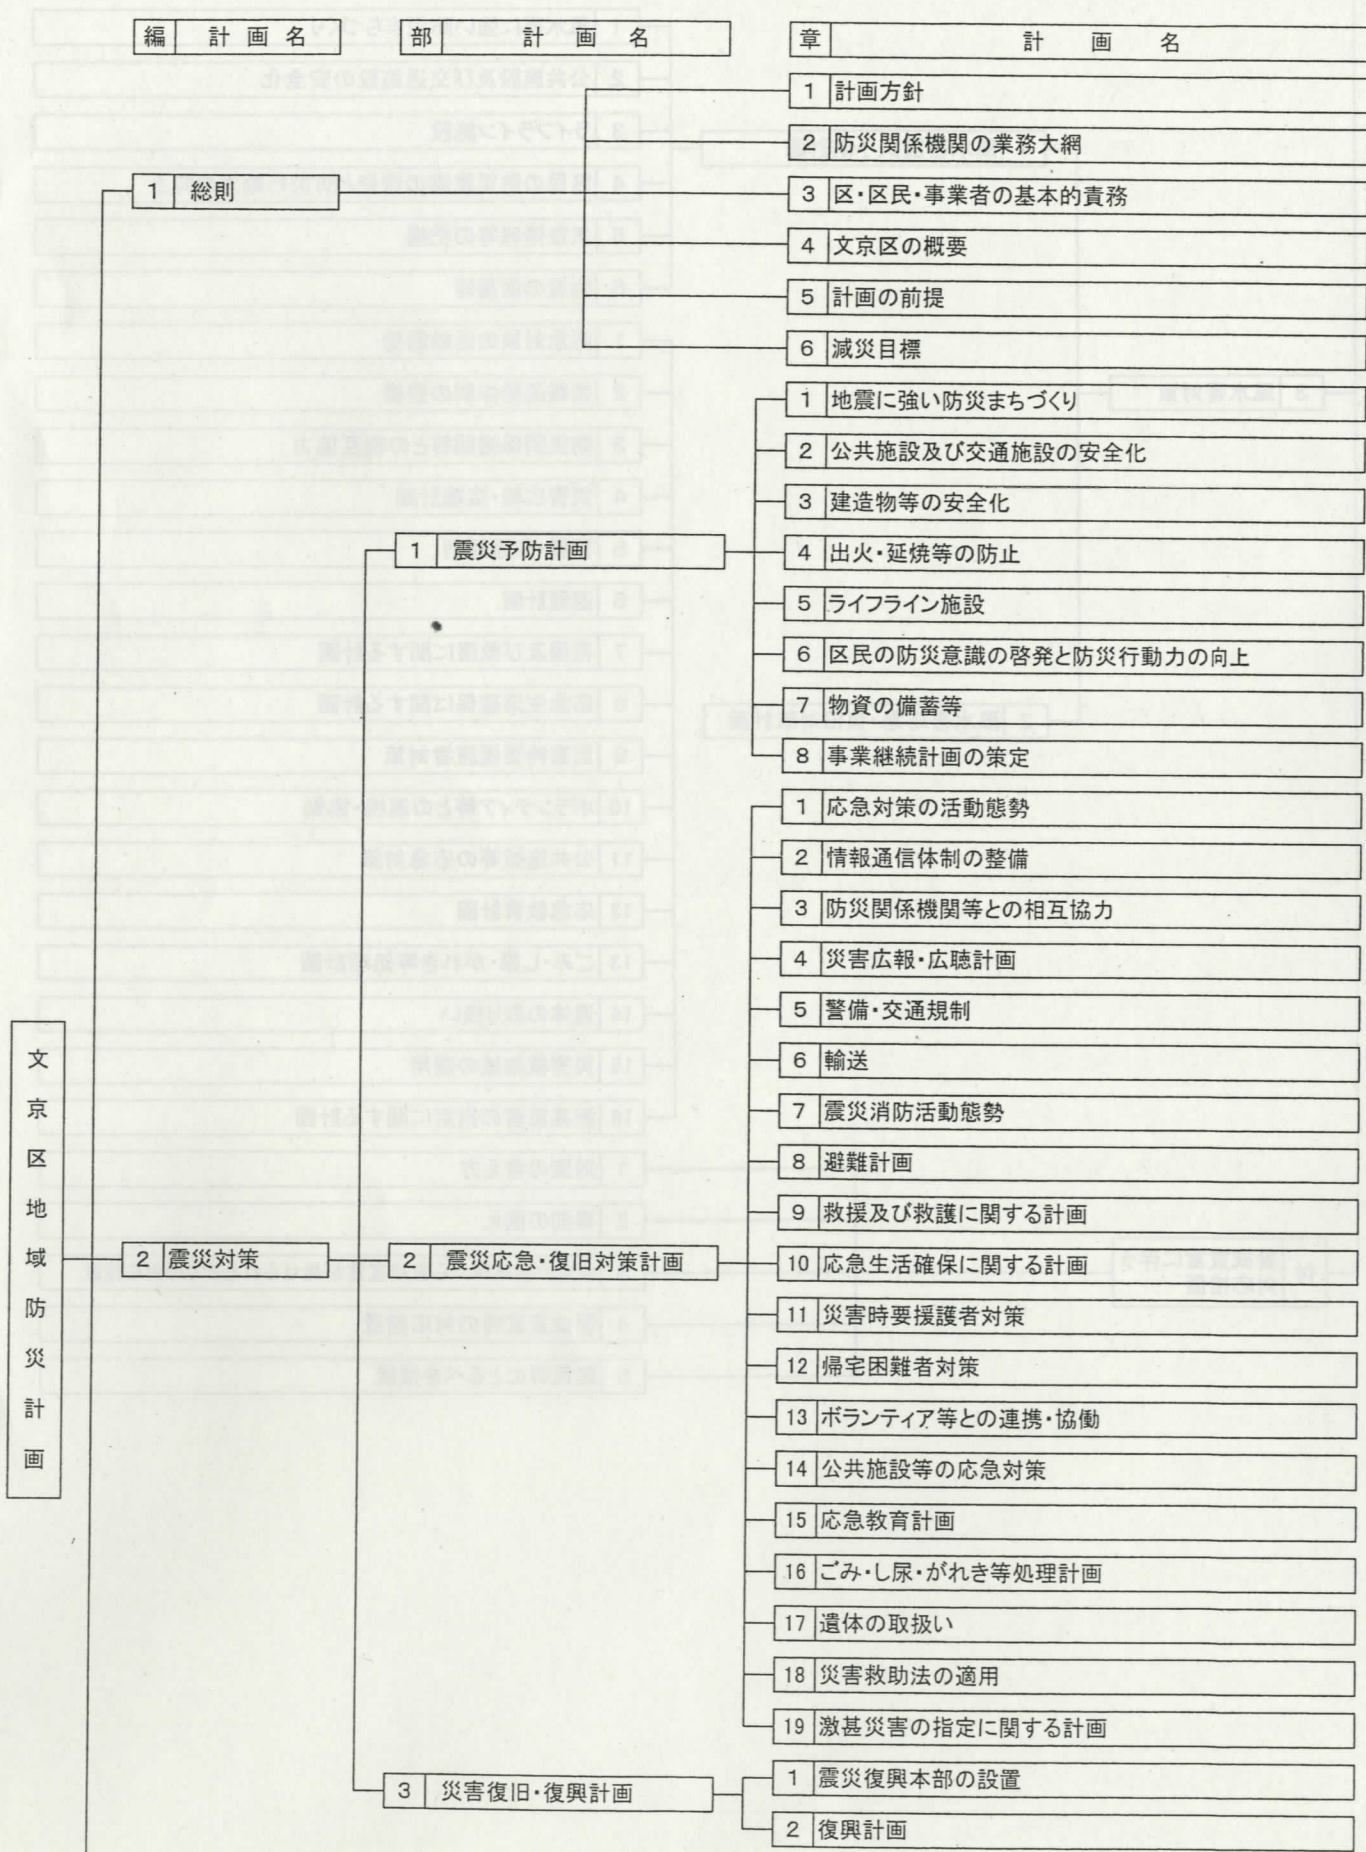 編 計画名
部 計画名
章 計画名
1 総則
1 計画方針
2 防災関係機関の業務大綱
3 区・区民・事業者の基本的責務
4 文京区の概要
5 計画の前提
6 減災目標
文京区地域防災計画
2 震災対策
1 震災予防計画
1 地震に強い防災まちづくり
2 公共施設及び交通施設の安全化
3 建造物等の安全化
4 出火・延焼等の防止
5 ライフライン施設
6 区民の防災意識の啓発と防災行動力の向上
7 物資の備蓄等
8 事業継続計画の策定
2 震災応急・復旧対策計画
1 応急対策の活動態勢
2 情報通信体制の整備
3 防災関係機関等との相互協力
4 災害広報・広聴計画
5 警備・交通規制
6 輸送
7 震災消防活動態勢
8 避難計画
9 救援及び救護に関する計画
10 応急生活確保に関する計画
11 災害時要援護者対策
12 帰宅困難者対策
13 ボランティア等との連携・協働
14 公共施設等の応急対策
15 応急教育計画
16 ごみ・し尿・がれき等処理計画
17 遺体の取扱い
18 災害救助法の適用
19 激甚災害の指定に関する計画
3 災害復旧・復興計画
1 震災復興本部の設置
2 復興計画